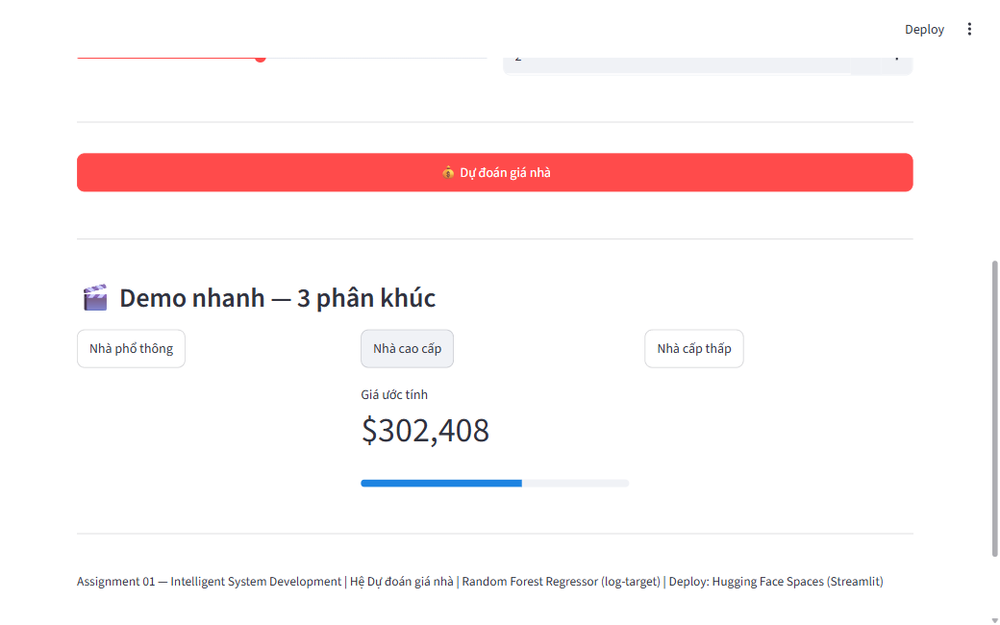 Deploy
💰 Dự đoán giá nhà
🎬 Demo nhanh — 3 phân khúc
Nhà phổ thông
Nhà cao cấp
Nhà cấp thấp
Giá ước tính
$302,408
Assignment 01 — Intelligent System Development | Hệ Dự đoán giá nhà | Random Forest Regressor (log-target) | Deploy: Hugging Face Spaces (Streamlit)